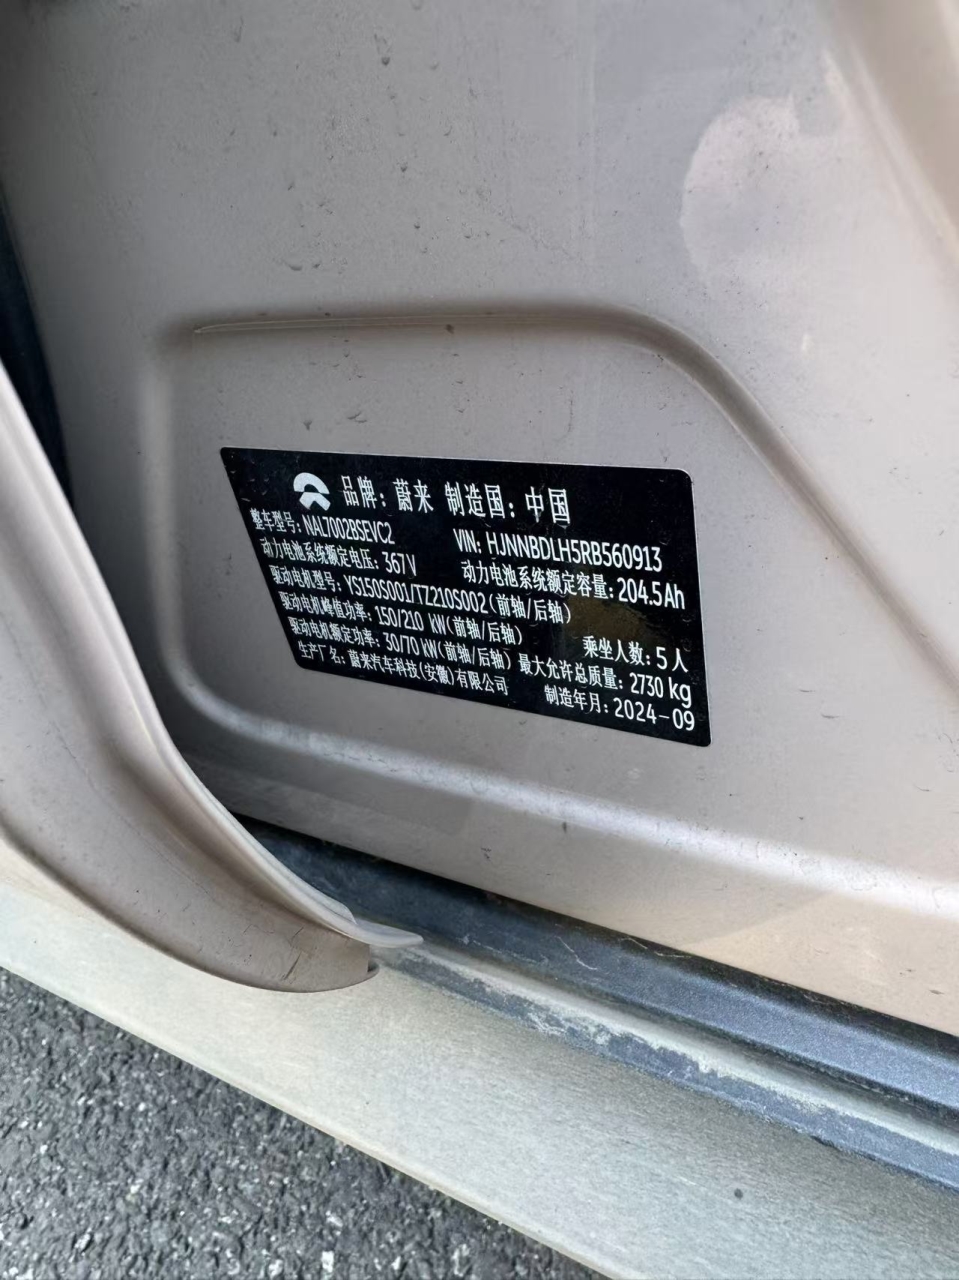 品牌：蔚来 制造国：中国
整车型号：NAL7002BSEVC2 VIN：HJNNBDLH5RB560913
动力电池系统额定电压：367V 动力电池系统额定容量：204.5Ah
驱动电机型号：YS150S001/TZ210S002(前轴/后轴)
驱动电机峰值功率：150/210 kW(前轴/后轴) 乘坐人数：5人
驱动电机额定功率：30/70kW(前轴/后轴) 最大允许总质量：2730kg
生产厂名：蔚来汽车科技(安徽)有限公司 制造年月：2024-09